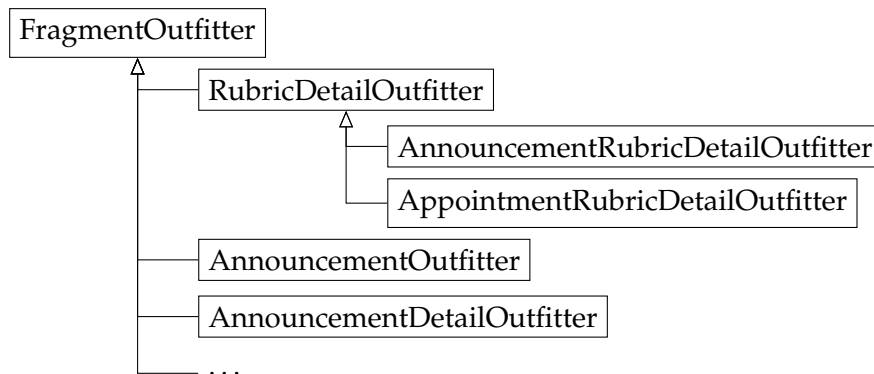 FragmentOutfitter
RubricDetailOutfitter
AnnouncementRubricDetailOutfitter
AppointmentRubricDetailOutfitter
AnnouncementOutfitter
AnnouncementDetailOutfitter
...